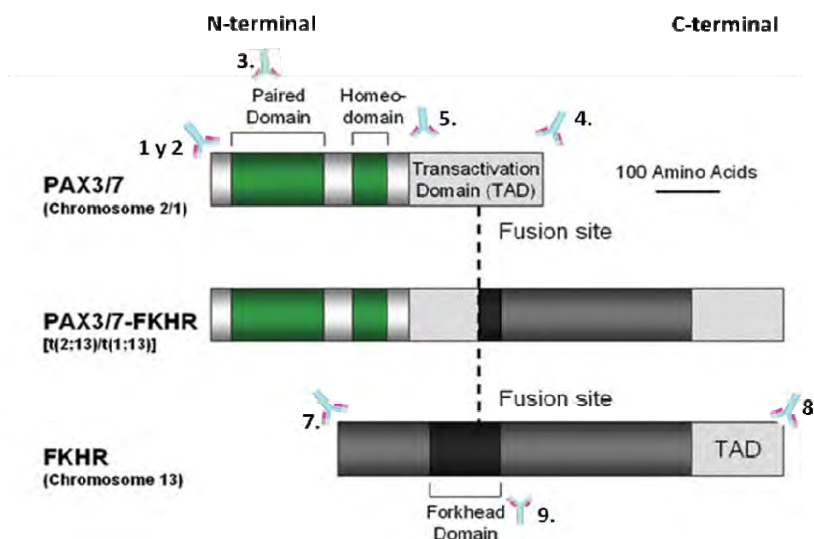 N-terminal
C-terminal
3.
Paired
Domain
Homeo-
domain
5.
4.
1 y 2
PAX3/7
(Chromosome 2/1)
Transactivation
Domain (TAD)
100 Amino Acids
Fusion site
PAX3/7-FKHR
[t(2;13)/t(1;13)]
Fusion site
7.
8
FKHR
(Chromosome 13)
TAD
Forkhead
Domain
9.